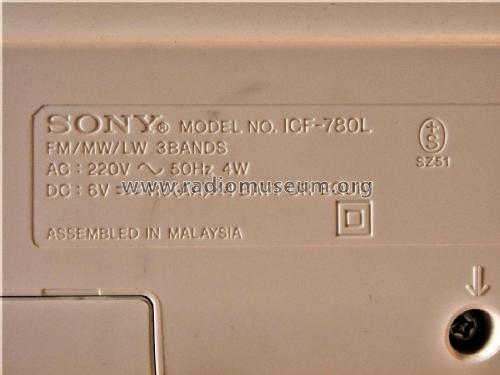 SONY® MODEL NO. ICF-780L
FM/MW/LW 3BANDS
AC : 220V ～ 50Hz 4W
DC : 6V
www.radiomuseum.org
ASSEMBLED IN MALAYSIA
+S
SZ51